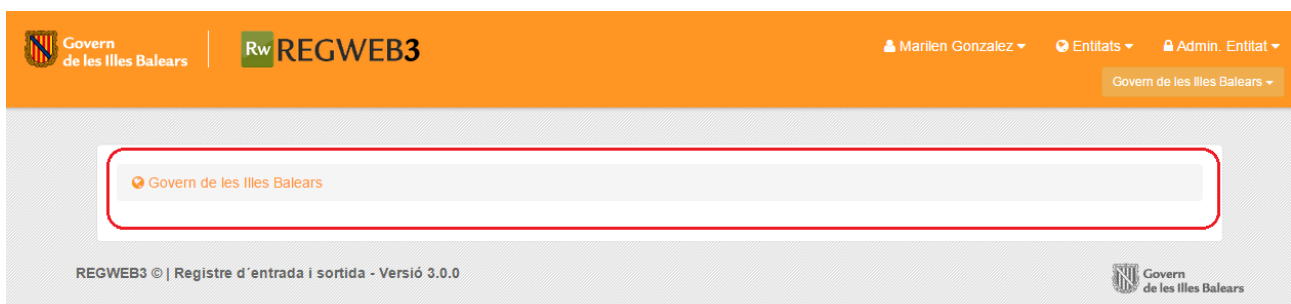 Govern
de les Illes Balears
Rw REGWEB3
Marilen Gonzalez
Entitats
Admin. Entitat
Govern de les Illes Balears
Govern de les Illes Balears
REGWEB3 © | Registre d´entrada i sortida - Versió 3.0.0
Govern
de les Illes Balears